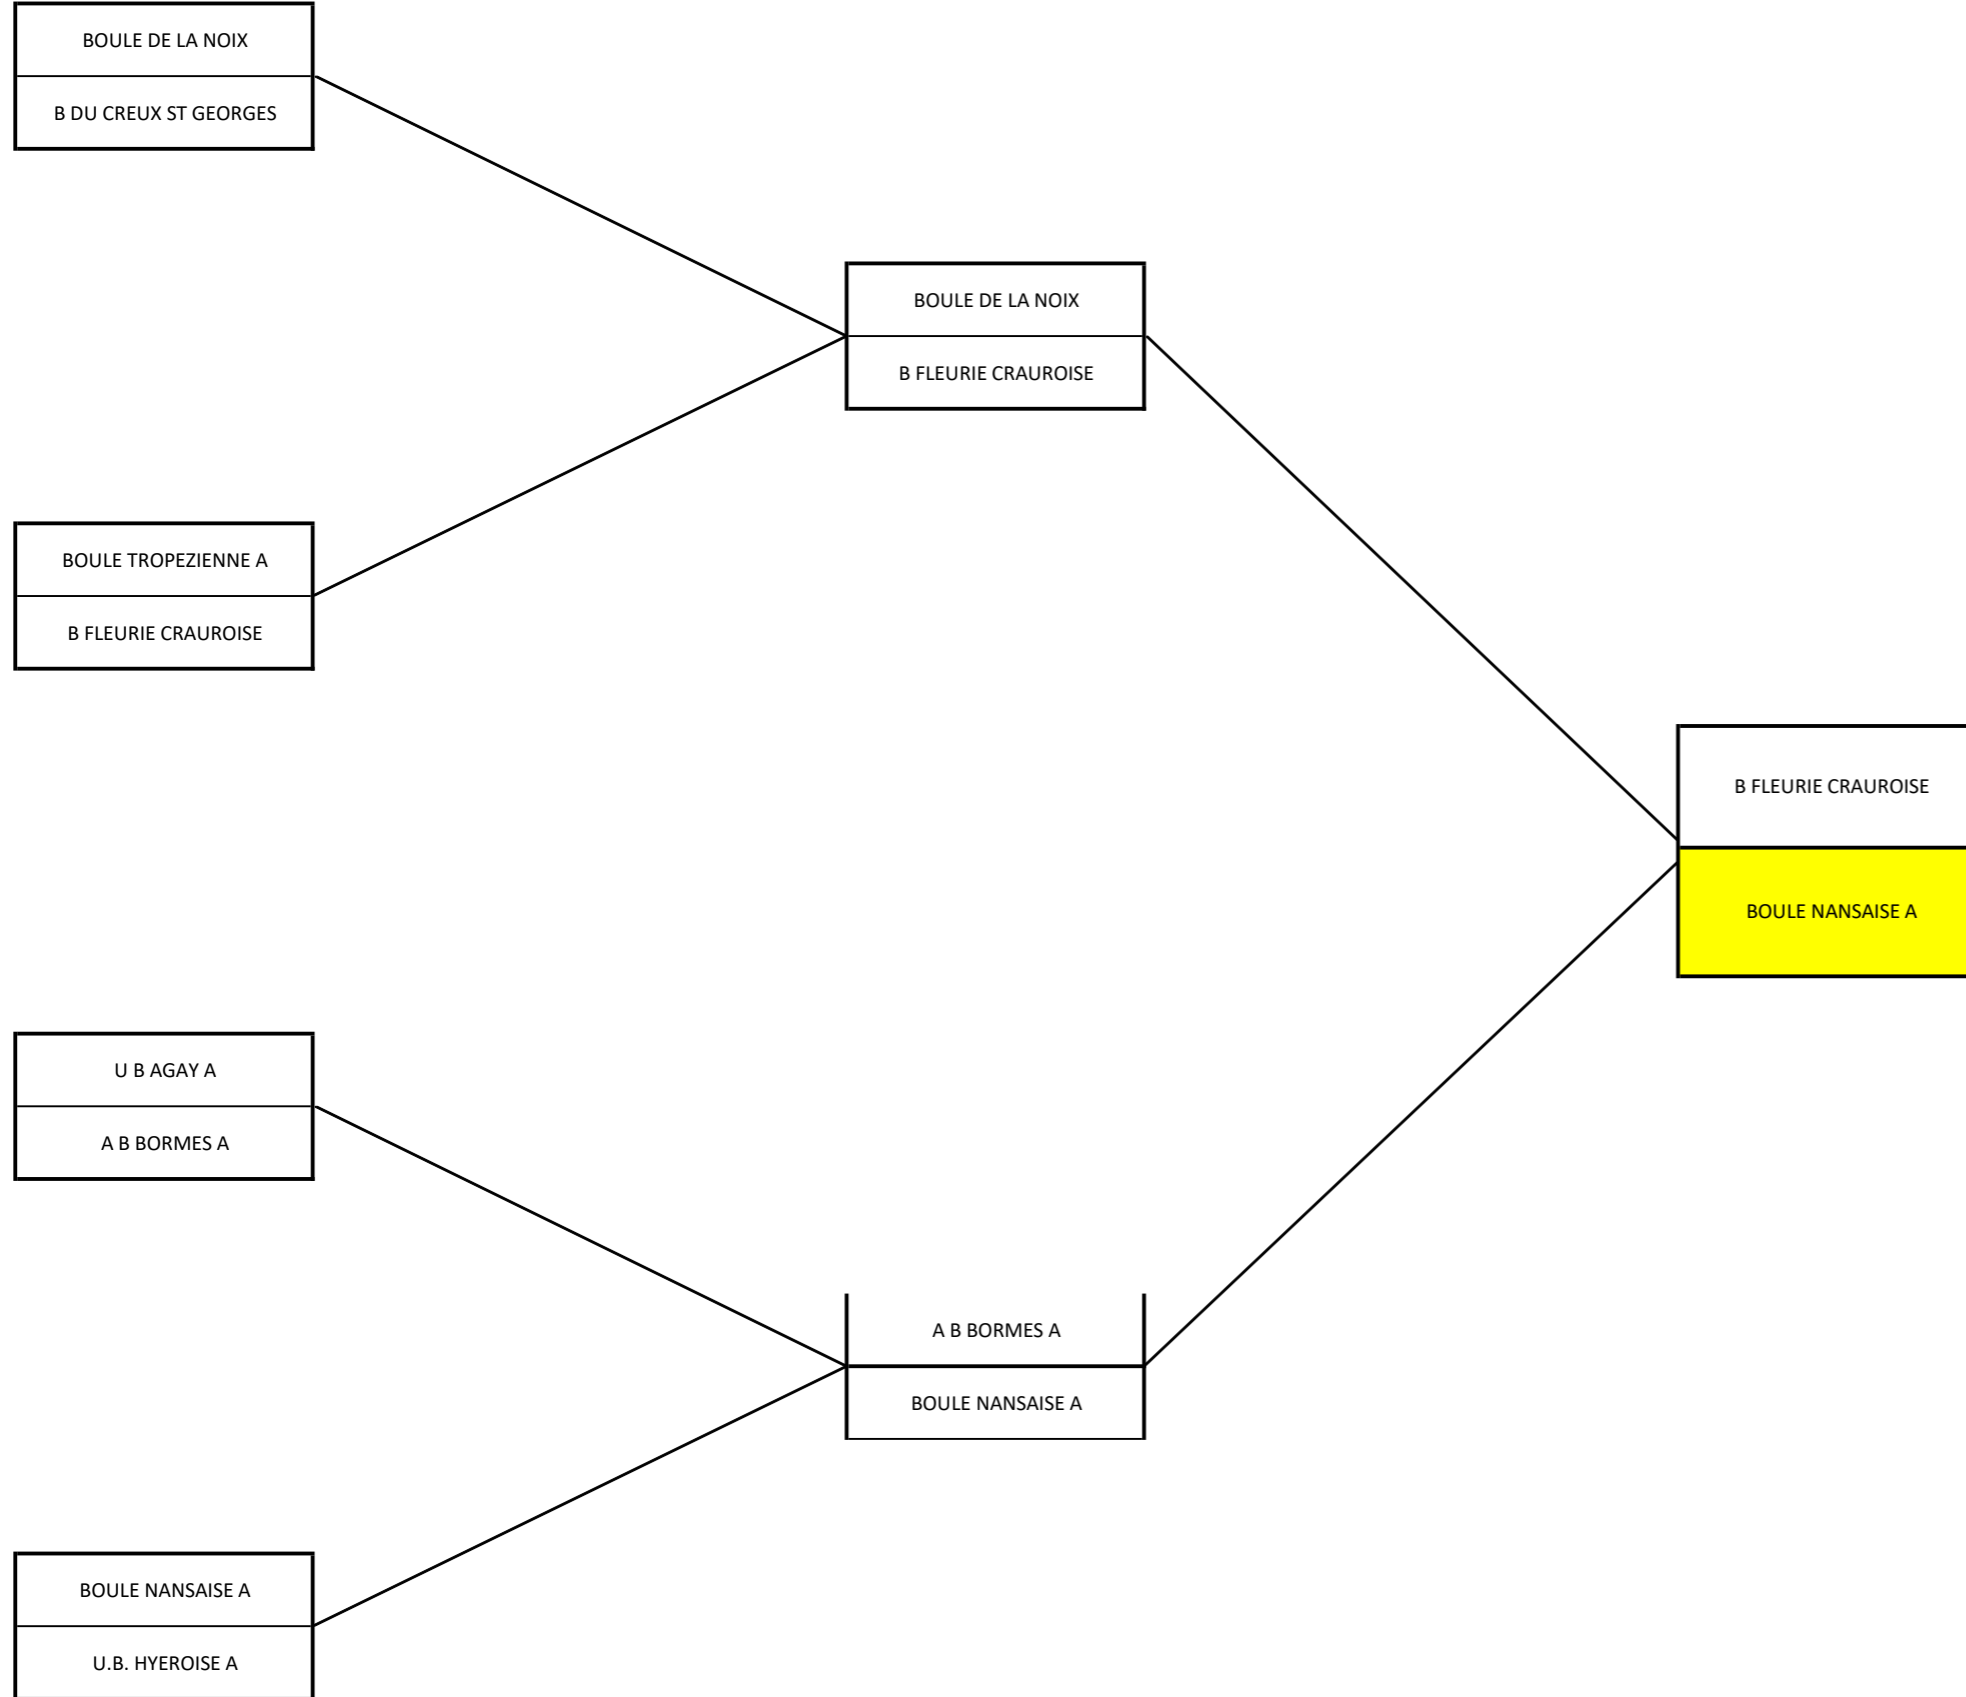 BOULE DE LA NOIX
B DU CREUX ST GEORGES
BOULE DE LA NOIX
B FLEURIE CRAUROISE
BOULE TROPEZIENNE A
B FLEURIE CRAUROISE
B FLEURIE CRAUROISE
BOULE NANSAISE A
U B AGAY A
A B BORMES A
A B BORMES A
BOULE NANSAISE A
BOULE NANSAISE A
U.B. HYEROISE A